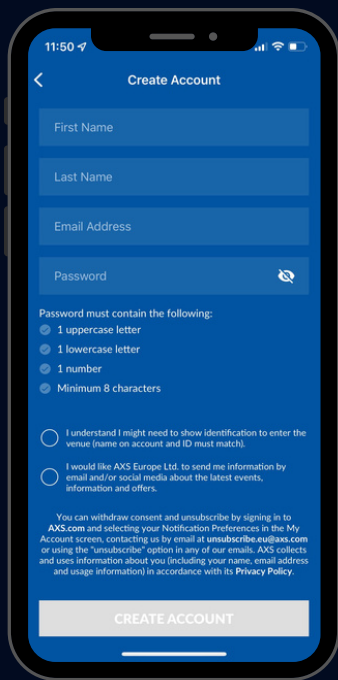 11:50
Create Account
First Name
Last Name
Email Address
Password
Password must contain the following:
1 uppercase letter
1 lowercase letter
1 number
Minimum 8 characters
I understand I might need to show identification to enter the
venue (name on account and ID must match).
I would like AXS Europe Ltd. to send me information by
email and/or social media about the latest events,
information and offers.
You can withdraw consent and unsubscribe by signing in to
AXS.com and selecting your Notification Preferences in the My
Account screen, contacting us by email at unsubscribe.eu@axs.com
or using the "unsubscribe" option in any of our emails. AXS collects
and uses information about you (including your name, email address
and usage information) in accordance with its Privacy Policy.
CREATE ACCOUNT